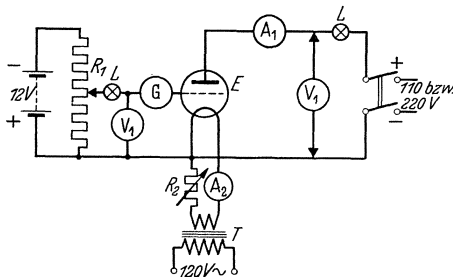 A₁
L
−
12V
+
R₁
L
G
E
V₁
V₁
+
110 bzw.
220 V
−
R₂
A₂
T
120V~